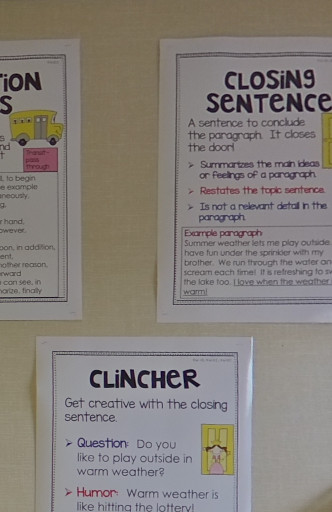 TION
S
nd
t
Transit-
pass
through
, to begin
e example
aneously,
g,
r hand,
owever,
oon, in addition,
ent,
nother reason,
rward
can see, in
marize, finally
CLOSING
SENTENCE
A sentence to conclude
the paragraph. It closes
the door!
➢ Summarizes the main ideas
or feelings of a paragraph.
➢ Restates the topic sentence.
➢ Is not a relevant detail in the
paragraph.
Example paragraph:
Summer weather lets me play outside.
have fun under the sprinkler with my
brother. We run through the water an
scream each time! It is refreshing to sw
the lake too. I love when the weather
warm!
CLINCHER
Get creative with the closing
sentence.
➢ Question: Do you
like to play outside in
warm weather?
➢ Humor: Warm weather is
like hitting the lottery!